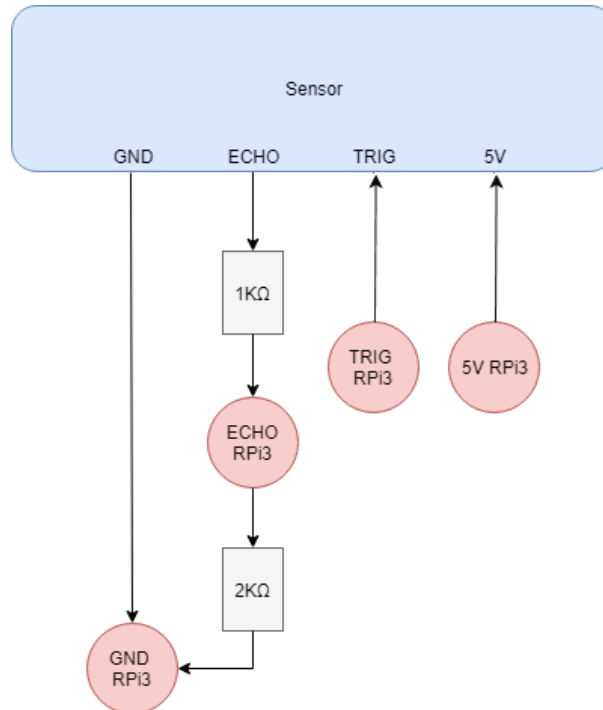 Sensor
GND
ECHO
TRIG
5V
1KΩ
TRIG
RPi3
5V RPi3
ECHO
RPi3
2KΩ
GND
RPi3